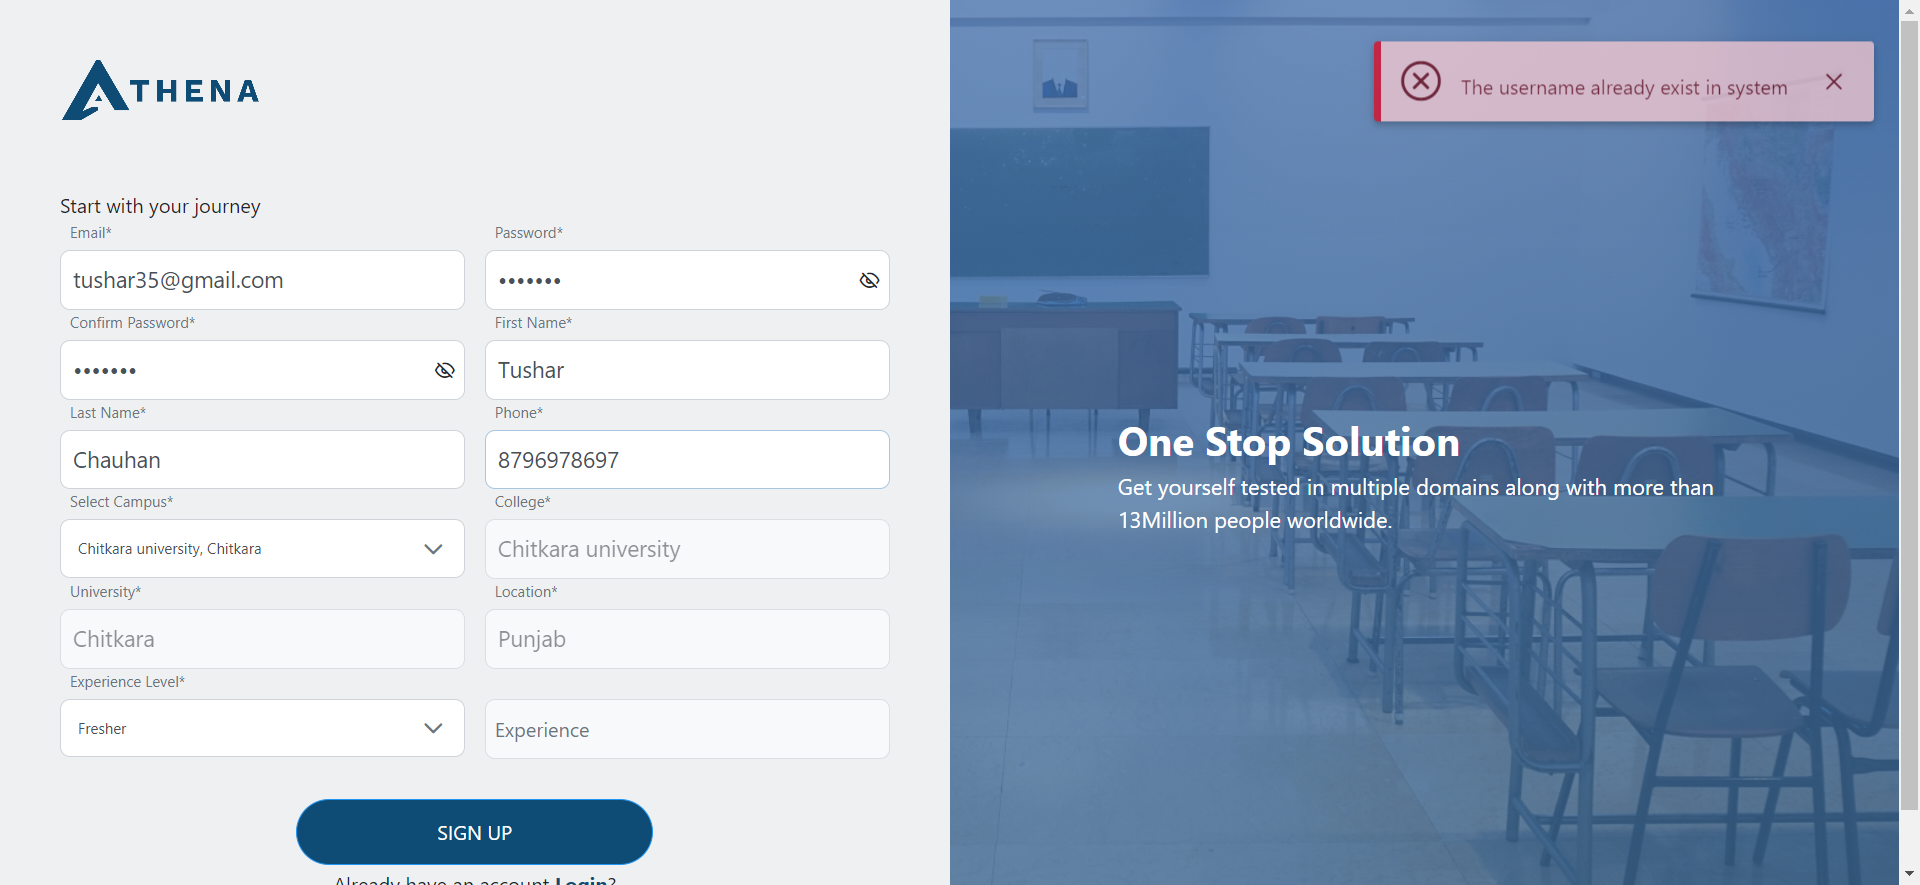 ATHENA
The username already exist in system
Start with your journey
Email*
Password*
tushar35@gmail.com
•••••••
Confirm Password*
First Name*
•••••••
Tushar
Last Name*
Phone*
Chauhan
8796978697
Select Campus*
College*
Chitkara university, Chitkara
Chitkara university
University*
Location*
Chitkara
Punjab
Experience Level*
Fresher
Experience
SIGN UP
Already have an account Login?
One Stop Solution
Get yourself tested in multiple domains along with more than
13Million people worldwide.